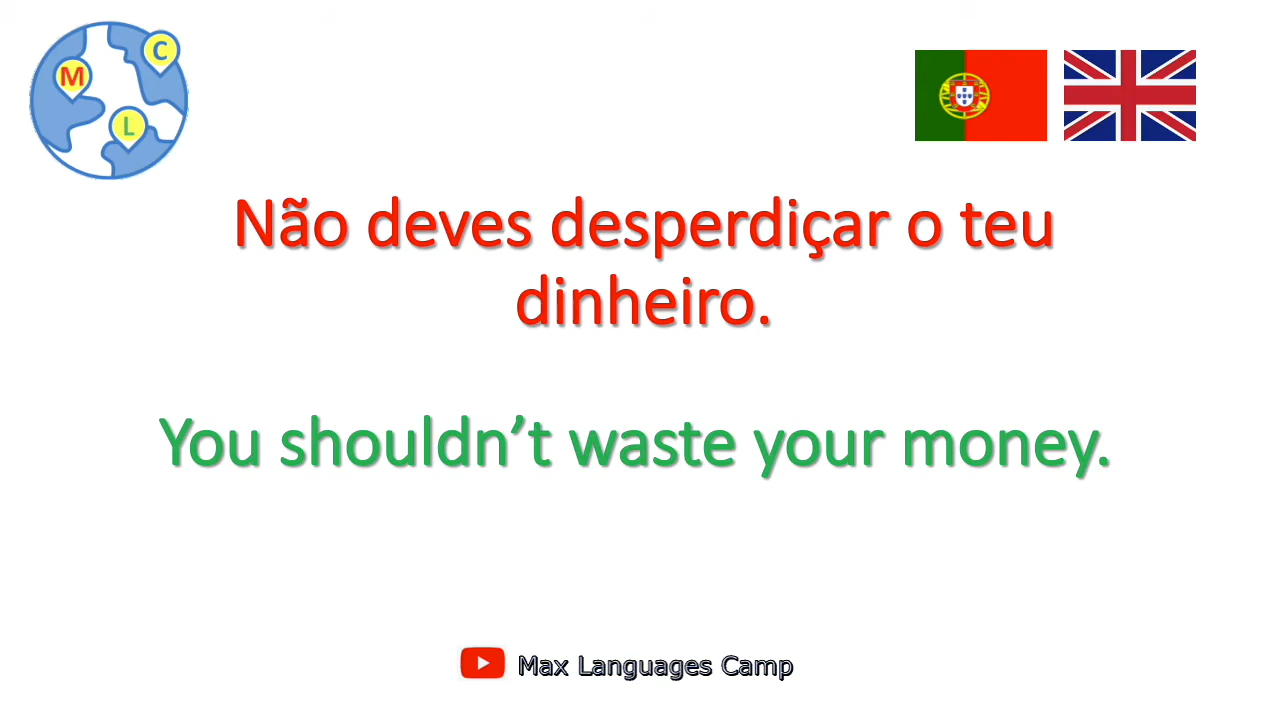 M
C
L
Não deves desperdiçar o teu
dinheiro.
You shouldn’t waste your money.
Max Languages Camp